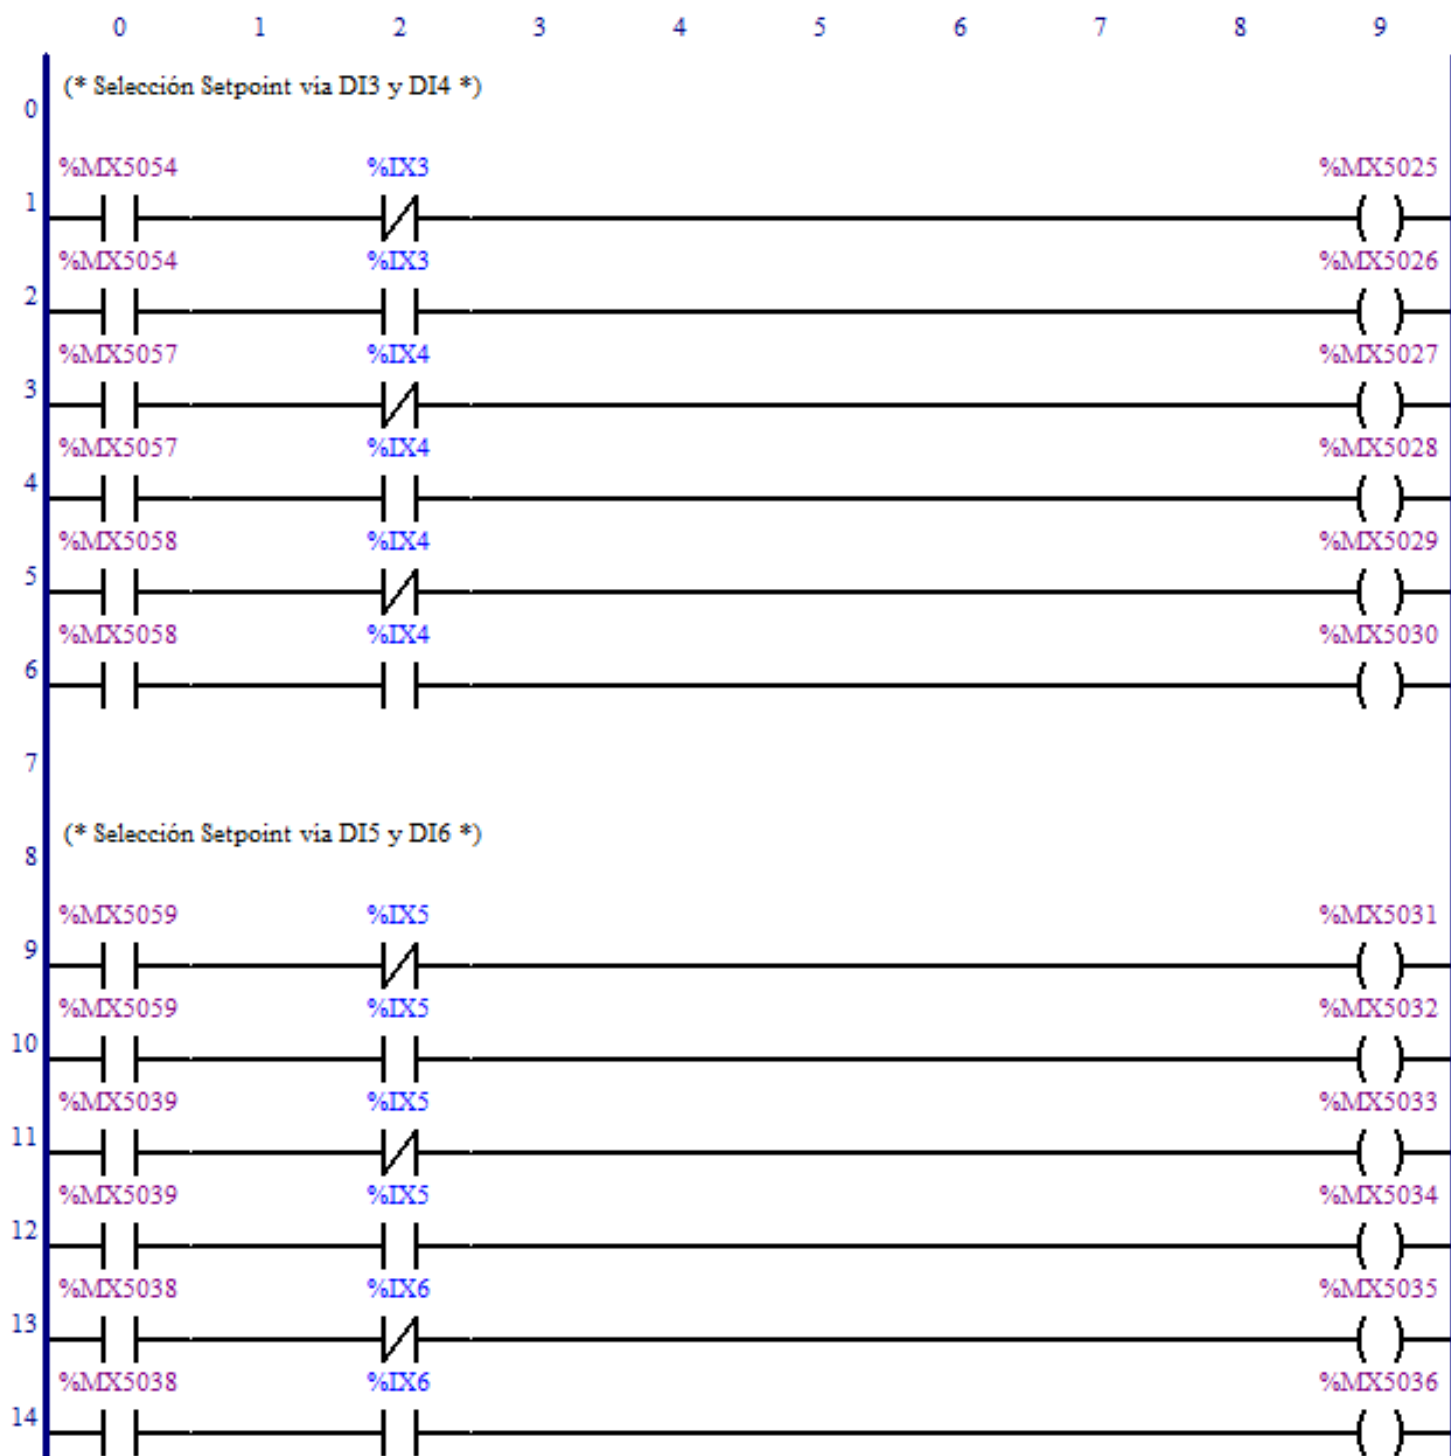 0 1 2 3 4 5 6 7 8 9
(* Selección Setpoint via DI3 y DI4 *)
0
%MX5054 %IX3 %MX5025
1
%MX5054 %IX3 %MX5026
2
%MX5057 %IX4 %MX5027
3
%MX5057 %IX4 %MX5028
4
%MX5058 %IX4 %MX5029
5
%MX5058 %IX4 %MX5030
6
7
(* Selección Setpoint via DI5 y DI6 *)
8
%MX5059 %IX5 %MX5031
9
%MX5059 %IX5 %MX5032
10
%MX5039 %IX5 %MX5033
11
%MX5039 %IX5 %MX5034
12
%MX5038 %IX6 %MX5035
13
%MX5038 %IX6 %MX5036
14